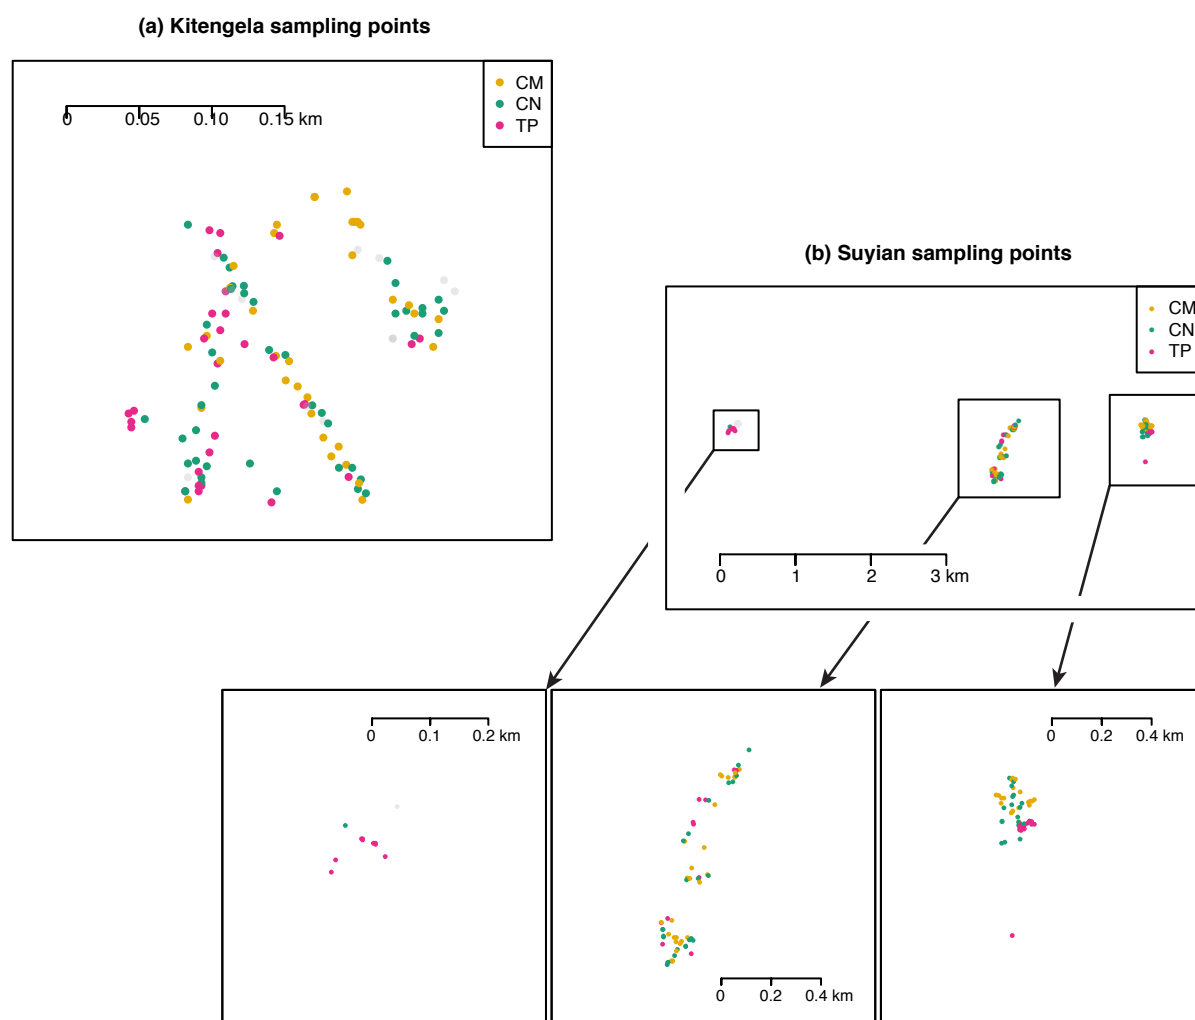 (a) Kitengela sampling points
CM
CN
TP
0 0.05 0.10 0.15 km
(b) Suyian sampling points
CM
CN
TP
0 1 2 3 km
0 0.1 0.2 km
0 0.2 0.4 km
0 0.2 0.4 km